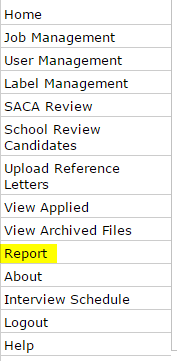 Home
Job Management
User Management
Label Management
SACA Review
School Review
Candidates
Upload Reference
Letters
View Applied
View Archived Files
Report
About
Interview Schedule
Logout
Help